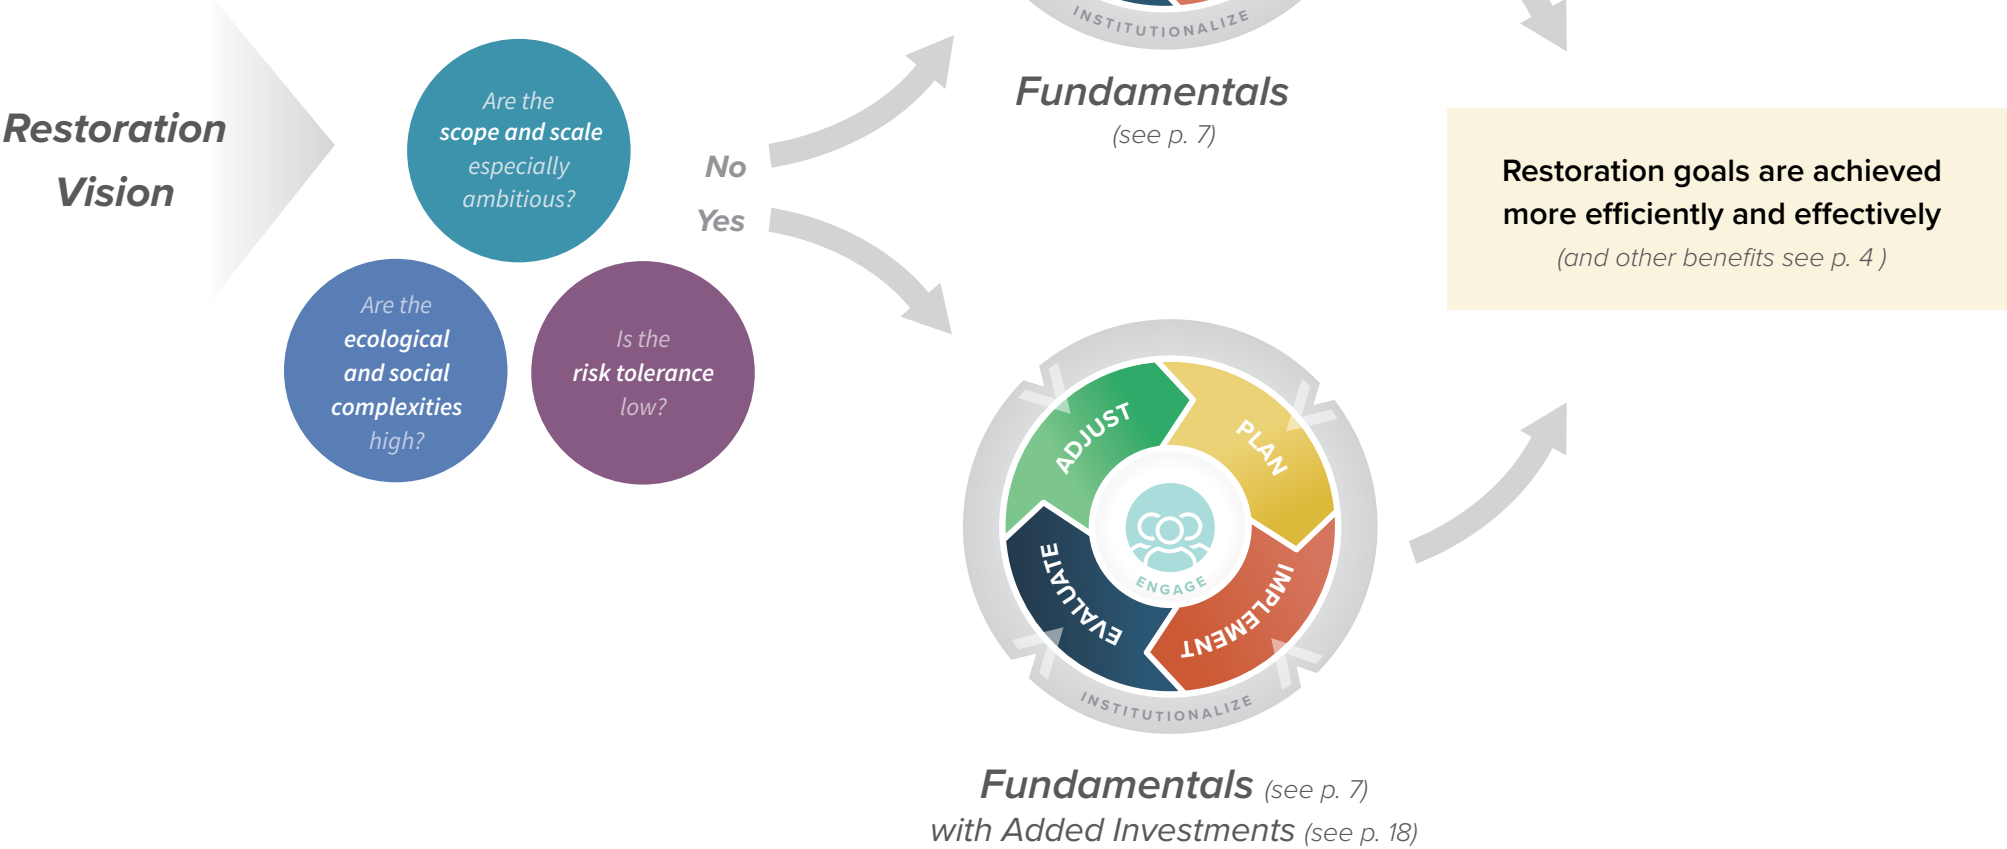 Restoration
Vision
Are the
scope and scale
especially
ambitious?
Are the
ecological
and social
complexities
high?
Is the
risk tolerance
low?
No
Yes
INSTITUTIONALIZE
Fundamentals
(see p. 7)
ADJUST
PLAN
IMPLEMENT
EVALUATE
ENGAGE
INSTITUTIONALIZE
Fundamentals (see p. 7)
with Added Investments (see p. 18)
Restoration goals are achieved
more efficiently and effectively
(and other benefits see p. 4 )